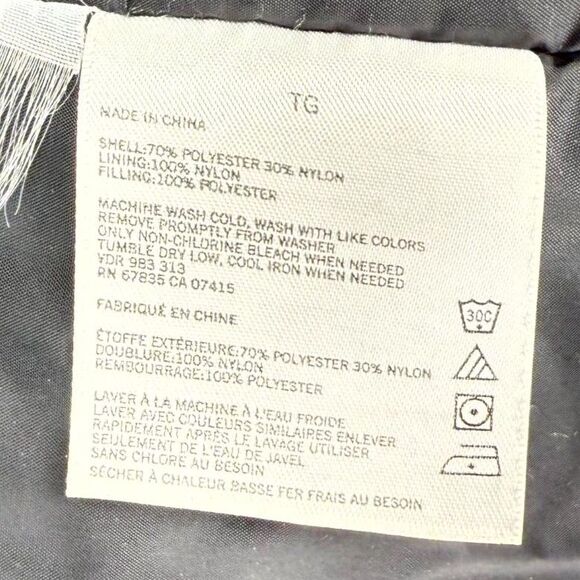 TG
MADE IN CHINA
SHELL:70% POLYESTER 30% NYLON
LINING:100% NYLON
FILLING:100% POLYESTER
MACHINE WASH COLD, WASH WITH LIKE COLORS
REMOVE PROMPTLY FROM WASHER
ONLY NON-CHLORINE BLEACH WHEN NEEDED
TUMBLE DRY LOW, COOL IRON WHEN NEEDED
VDR 983 313
RN 67835 CA 07415
FABRIQUÉ EN CHINE
30C
ÉTOFFE EXTÉRIEURE:70% POLYESTER 30% NYLON
DOUBLURE:100% NYLON
REMBOURRAGE:100% POLYESTER
LAVER À LA MACHINE À L'EAU FROIDE
LAVER AVEC COULEURS SIMILAIRES ENLEVER
RAPIDEMENT APRÈS LE LAVAGE UTILISER
SEULEMENT DE L'EAU DE JAVEL
SANS CHLORE AU BESOIN
SÉCHER À CHALEUR BASSE FER FRAIS AU BESOIN